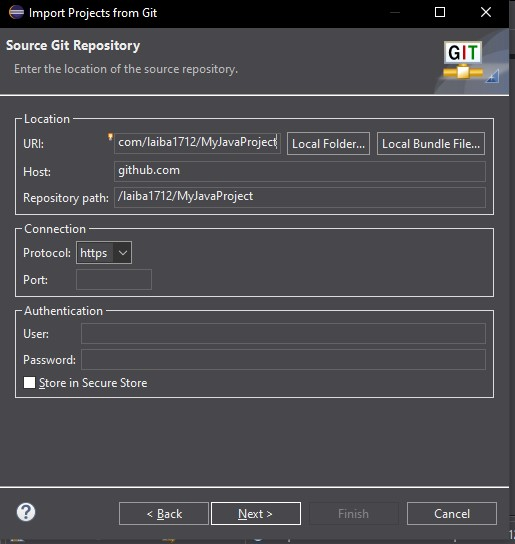 Import Projects from Git
Source Git Repository
Enter the location of the source repository.
GIT
Location
URI: com/laiba1712/MyJavaProject Local Folder... Local Bundle File...
Host: github.com
Repository path: /laiba1712/MyJavaProject
Connection
Protocol: https
Port:
Authentication
User:
Password:
Store in Secure Store
? < Back Next > Finish Cancel